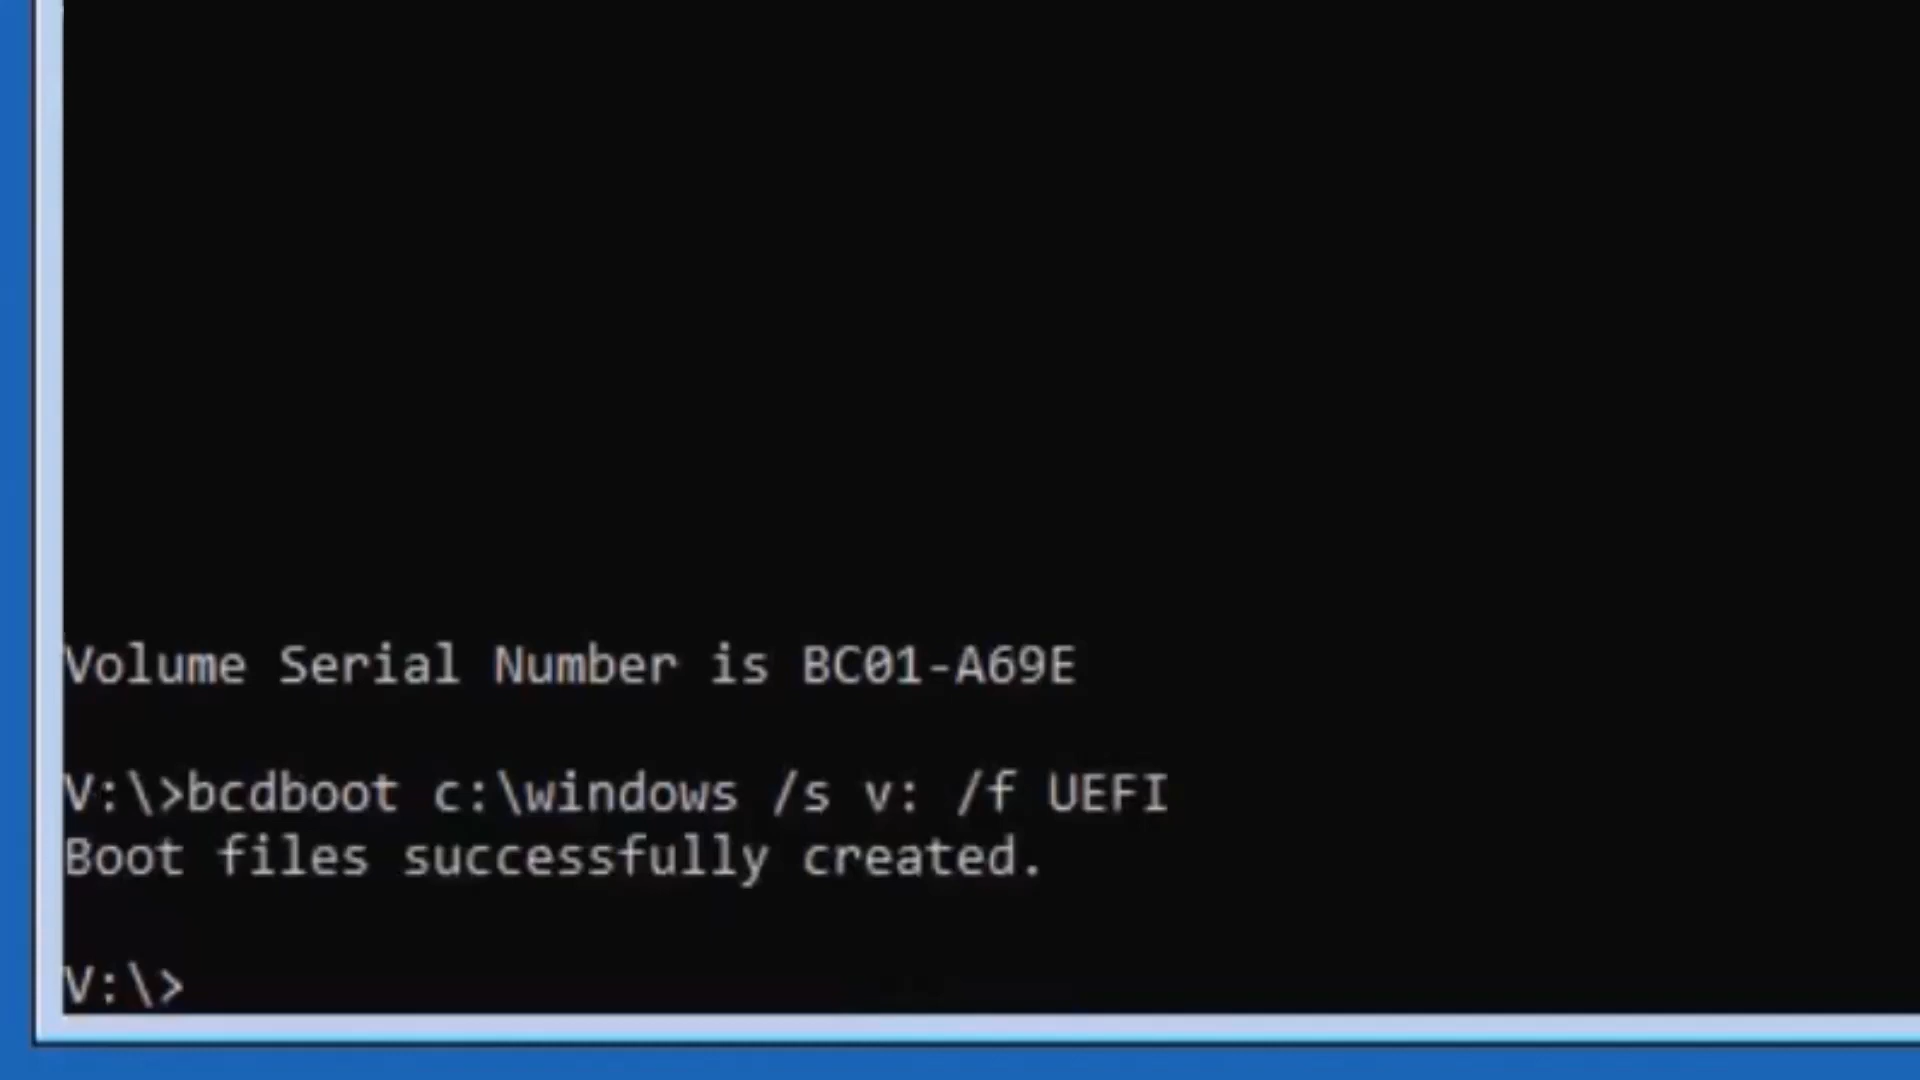 Volume Serial Number is BC01-A69E
V:\>bcdboot c:\windows /s v: /f UEFI
Boot files successfully created.
V:\>